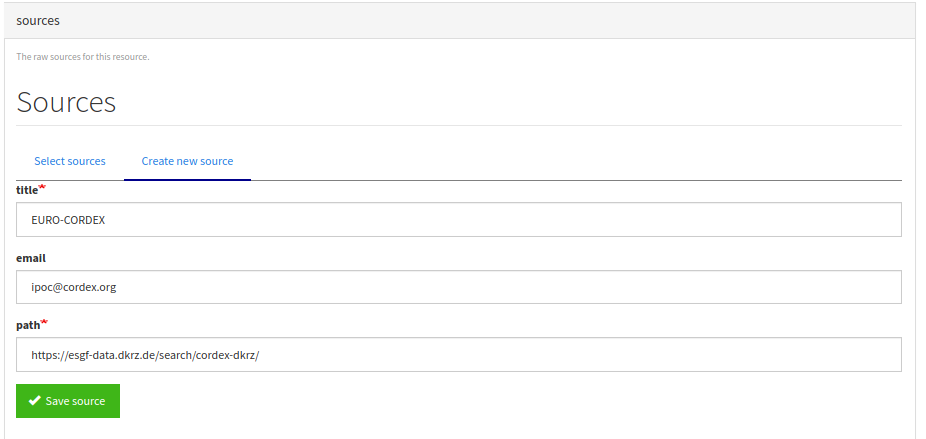 sources
The raw sources for this resource.
Sources
Select sources Create new source
title*
EURO-CORDEX
email
ipoc@cordex.org
path*
https://esgf-data.dkrz.de/search/cordex-dkrz/
Save source